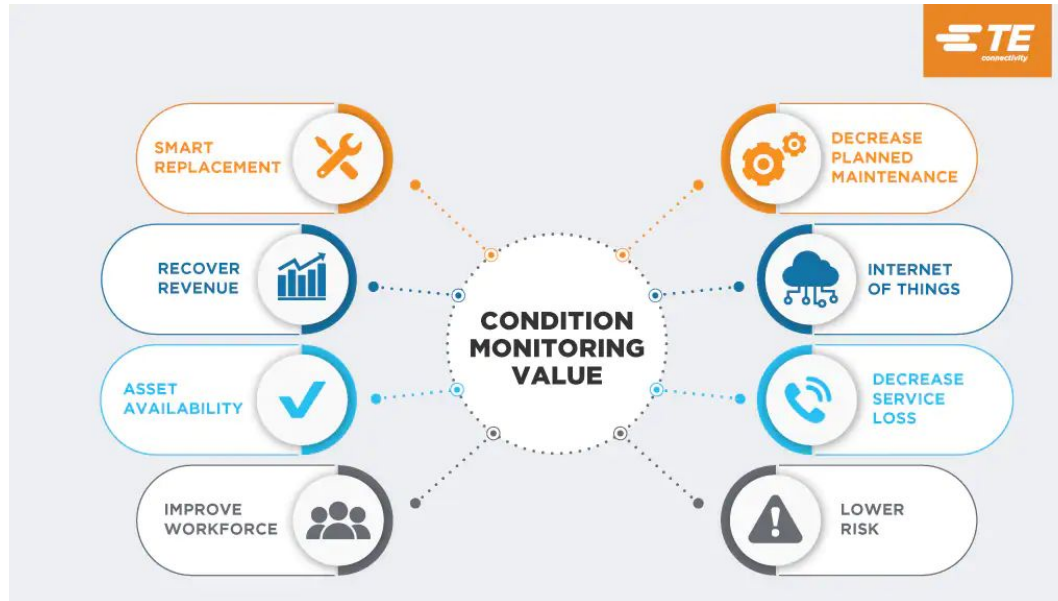 TE
connectivity
SMART
REPLACEMENT
DECREASE
PLANNED
MAINTENANCE
RECOVER
REVENUE
INTERNET
OF THINGS
CONDITION
MONITORING
VALUE
ASSET
AVAILABILITY
DECREASE
SERVICE
LOSS
IMPROVE
WORKFORCE
LOWER
RISK